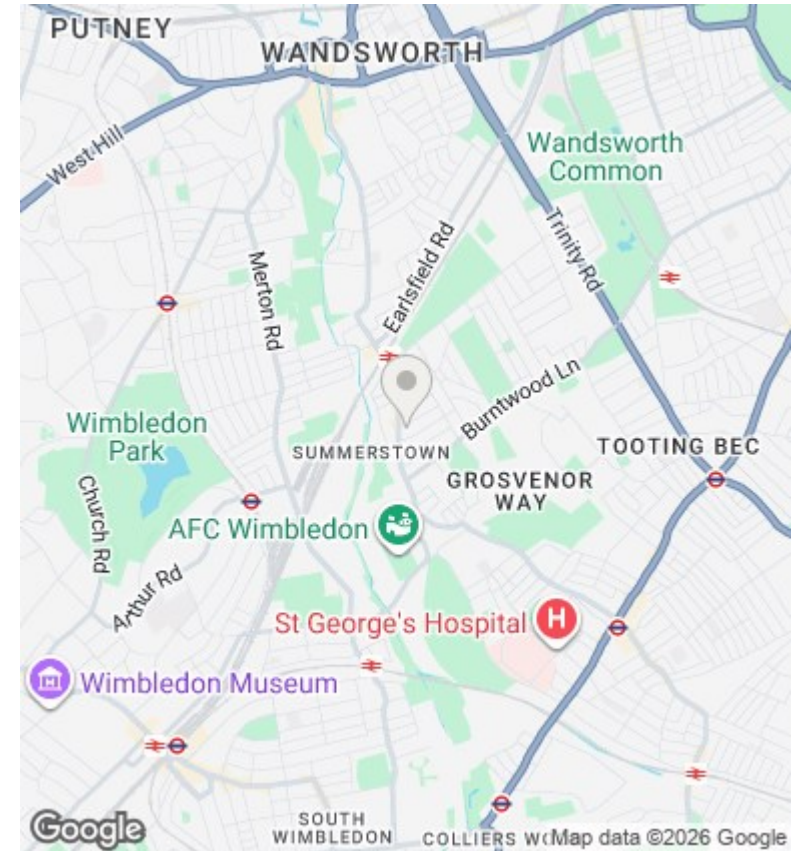 PUTNEY
WANDSWORTH
West Hill
Wandsworth
Common
Merton Rd
Earlsfield Rd
Trinity Rd
Burntwood Ln
Wimbledon
Park
SUMMERSTOWN
TOOTING BEC
GROSVENOR
WAY
Church Rd
AFC Wimbledon
Arthur Rd
St George's Hospital
H
Wimbledon Museum
SOUTH
WIMBLEDON
COLLIERS
Google
Map data ©2026 Google